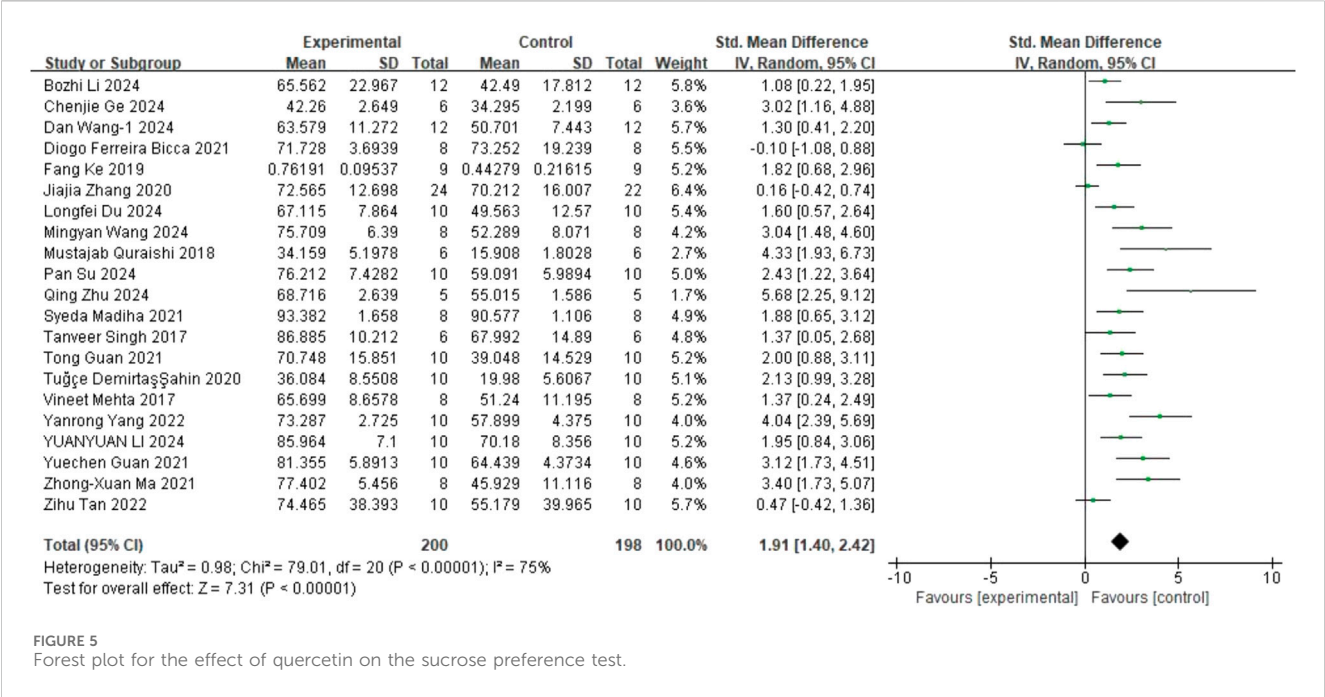 Experimental Control Std. Mean Difference Std. Mean Difference
Study or Subgroup Mean SD Total Mean SD Total Weight IV, Random, 95% CI IV, Random, 95% CI
Bozhi Li 2024 65.562 22.967 12 42.49 17.812 12 5.8% 1.08 [0.22, 1.95]
Chenjie Ge 2024 42.26 2.649 6 34.295 2.199 6 3.6% 3.02 [1.16, 4.88]
Dan Wang-1 2024 63.579 11.272 12 50.701 7.443 12 5.7% 1.30 [0.41, 2.20]
Diogo Ferreira Bicca 2021 71.728 3.6939 8 73.252 19.239 8 5.5% -0.10 [-1.08, 0.88]
Fang Ke 2019 0.76191 0.09537 9 0.44279 0.21615 9 5.1% 1.82 [0.68, 2.96]
Jiajia Zhang 2020 72.565 12.698 24 70.212 16.007 22 6.4% 0.16 [-0.42, 0.74]
Longfei Du 2024 67.115 7.864 10 49.563 12.57 10 5.4% 1.60 [0.57, 2.64]
Mingyan Wang 2024 75.709 6.39 8 52.289 8.071 8 4.2% 3.04 [1.48, 4.60]
Mustajab Quraishi 2018 34.159 5.1978 6 15.908 1.8028 6 2.7% 4.33 [1.93, 6.73]
Pan Su 2024 76.212 7.4282 10 59.091 5.9894 10 5.0% 2.43 [1.22, 3.64]
Qing Zhu 2024 68.716 2.639 5 55.015 1.586 5 1.7% 5.68 [2.25, 9.12]
Syeda Madiha 2021 93.382 1.658 8 90.577 1.106 8 4.9% 1.88 [0.65, 3.12]
Tanveer Singh 2017 86.885 10.212 6 67.992 14.89 6 4.8% 1.37 [0.05, 2.68]
Tong Guan 2021 70.748 15.851 10 39.048 14.529 10 5.2% 2.00 [0.88, 3.11]
Tuğçe DemirtaşŞahin 2020 36.084 8.5508 10 19.98 5.6067 10 5.1% 2.13 [0.99, 3.28]
Vineet Mehta 2017 65.699 8.6578 8 51.24 11.195 8 5.2% 1.37 [0.24, 2.49]
Yanrong Yang 2022 73.287 2.725 10 57.899 4.375 10 4.0% 4.04 [2.39, 5.69]
YUANYUAN LI 2024 85.964 7.1 10 70.18 8.356 10 5.2% 1.95 [0.84, 3.06]
Yuechen Guan 2021 81.355 5.8913 10 64.439 4.3734 10 4.6% 3.12 [1.73, 4.51]
Zhong-Xuan Ma 2021 77.402 5.456 8 45.929 11.116 8 4.0% 3.40 [1.73, 5.07]
Zihu Tan 2022 74.465 38.393 10 55.179 39.965 10 5.7% 0.47 [-0.42, 1.36]
Total (95% CI) 200 198 100.0% 1.91 [1.40, 2.42]
Heterogeneity: Tau² = 0.98; Chi² = 79.01, df = 20 (P < 0.00001); I² = 75%
Test for overall effect: Z = 7.31 (P < 0.00001)
-10 -5 0 5 10
Favours [experimental] Favours [control]
FIGURE 5
Forest plot for the effect of quercetin on the sucrose preference test.